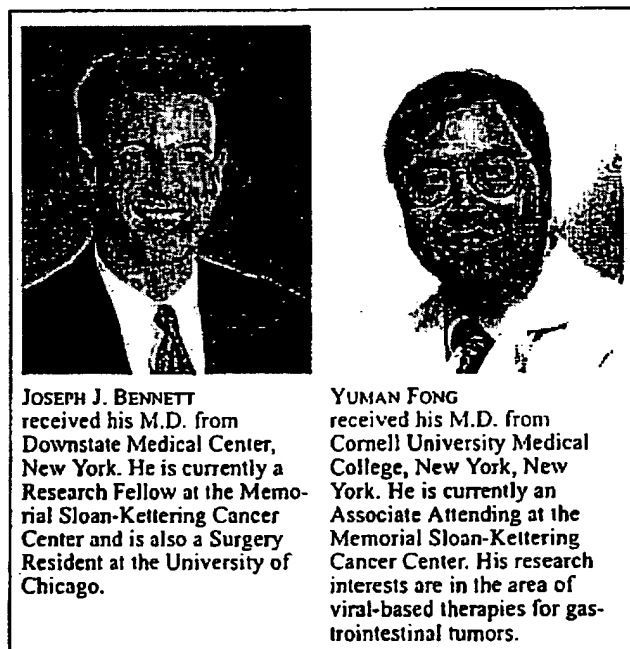 JOSEPH J. BENNETT
received his M.D. from
Downstate Medical Center,
New York. He is currently a
Research Fellow at the Memo-
rial Sloan-Kettering Cancer
Center and is also a Surgery
Resident at the University of
Chicago.
YUMAN FONG
received his M.D. from
Cornell University Medical
College, New York, New
York. He is currently an
Associate Attending at the
Memorial Sloan-Kettering
Cancer Center. His research
interests are in the area of
viral-based therapies for gas-
trointestinal tumors.